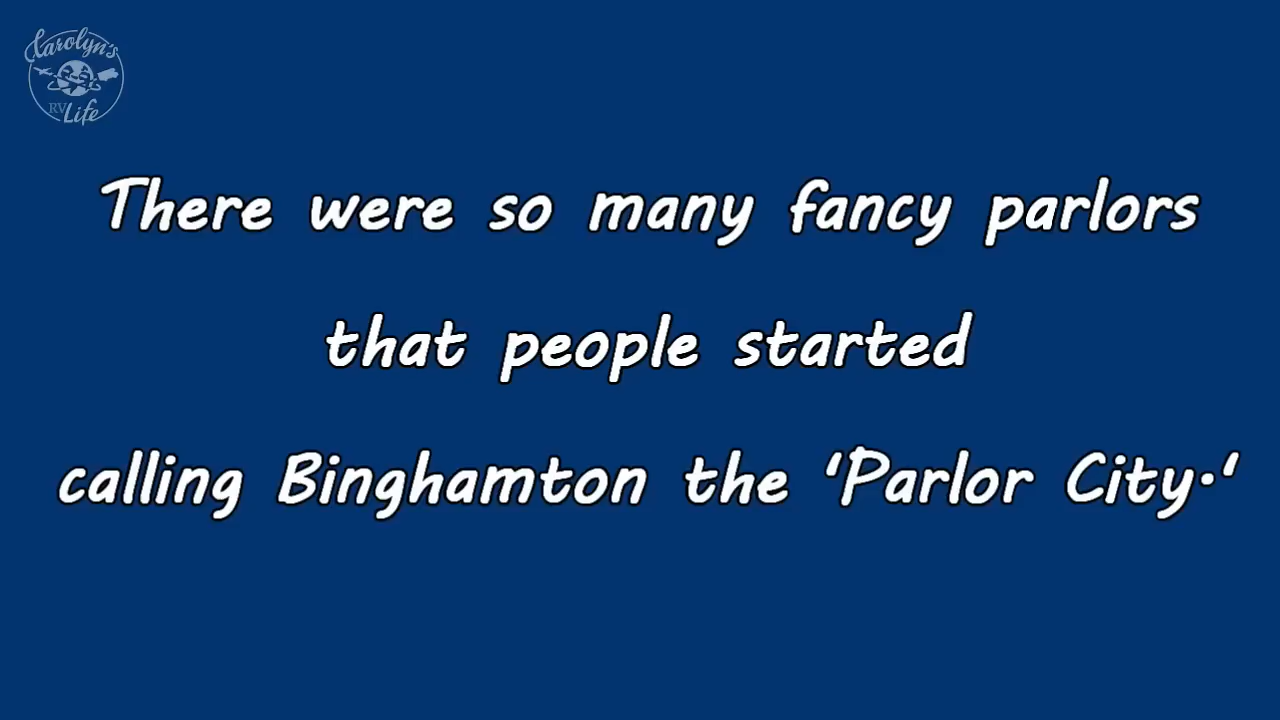 Carolyn's
RV Life
There were so many fancy parlors
that people started
calling Binghamton the ‘Parlor City.‘